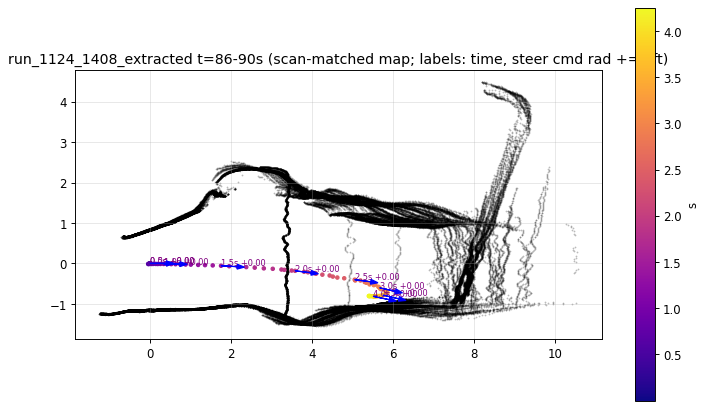 run_1124_1408_extracted t=86-90s (scan-matched map; labels: time, steer cmd rad +=
t)
4
3
2
1
0
−1
0
2
4
6
8
10
1.5s +0.00
2.0s +0.00
2.5s +0.00
3.0s +0.00
4.0
3.5
3.0
2.5
2.0
1.5
1.0
0.5
s